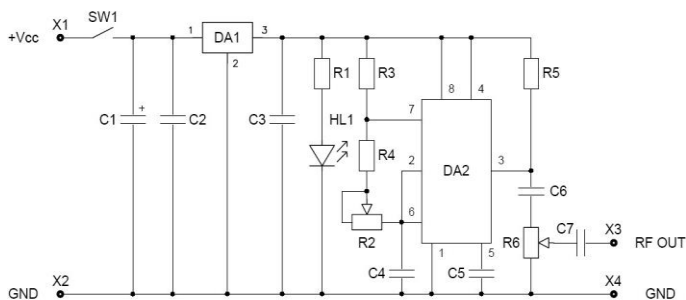 X1
SW1
+Vcc
1
DA1
3
2
C1
+
C2
C3
R1
HL1
R3
R4
R2
7
2
6
8
4
DA2
3
1
5
C4
C5
R5
C6
R6
C7
X3
RF OUT
GND
X2
X4
GND